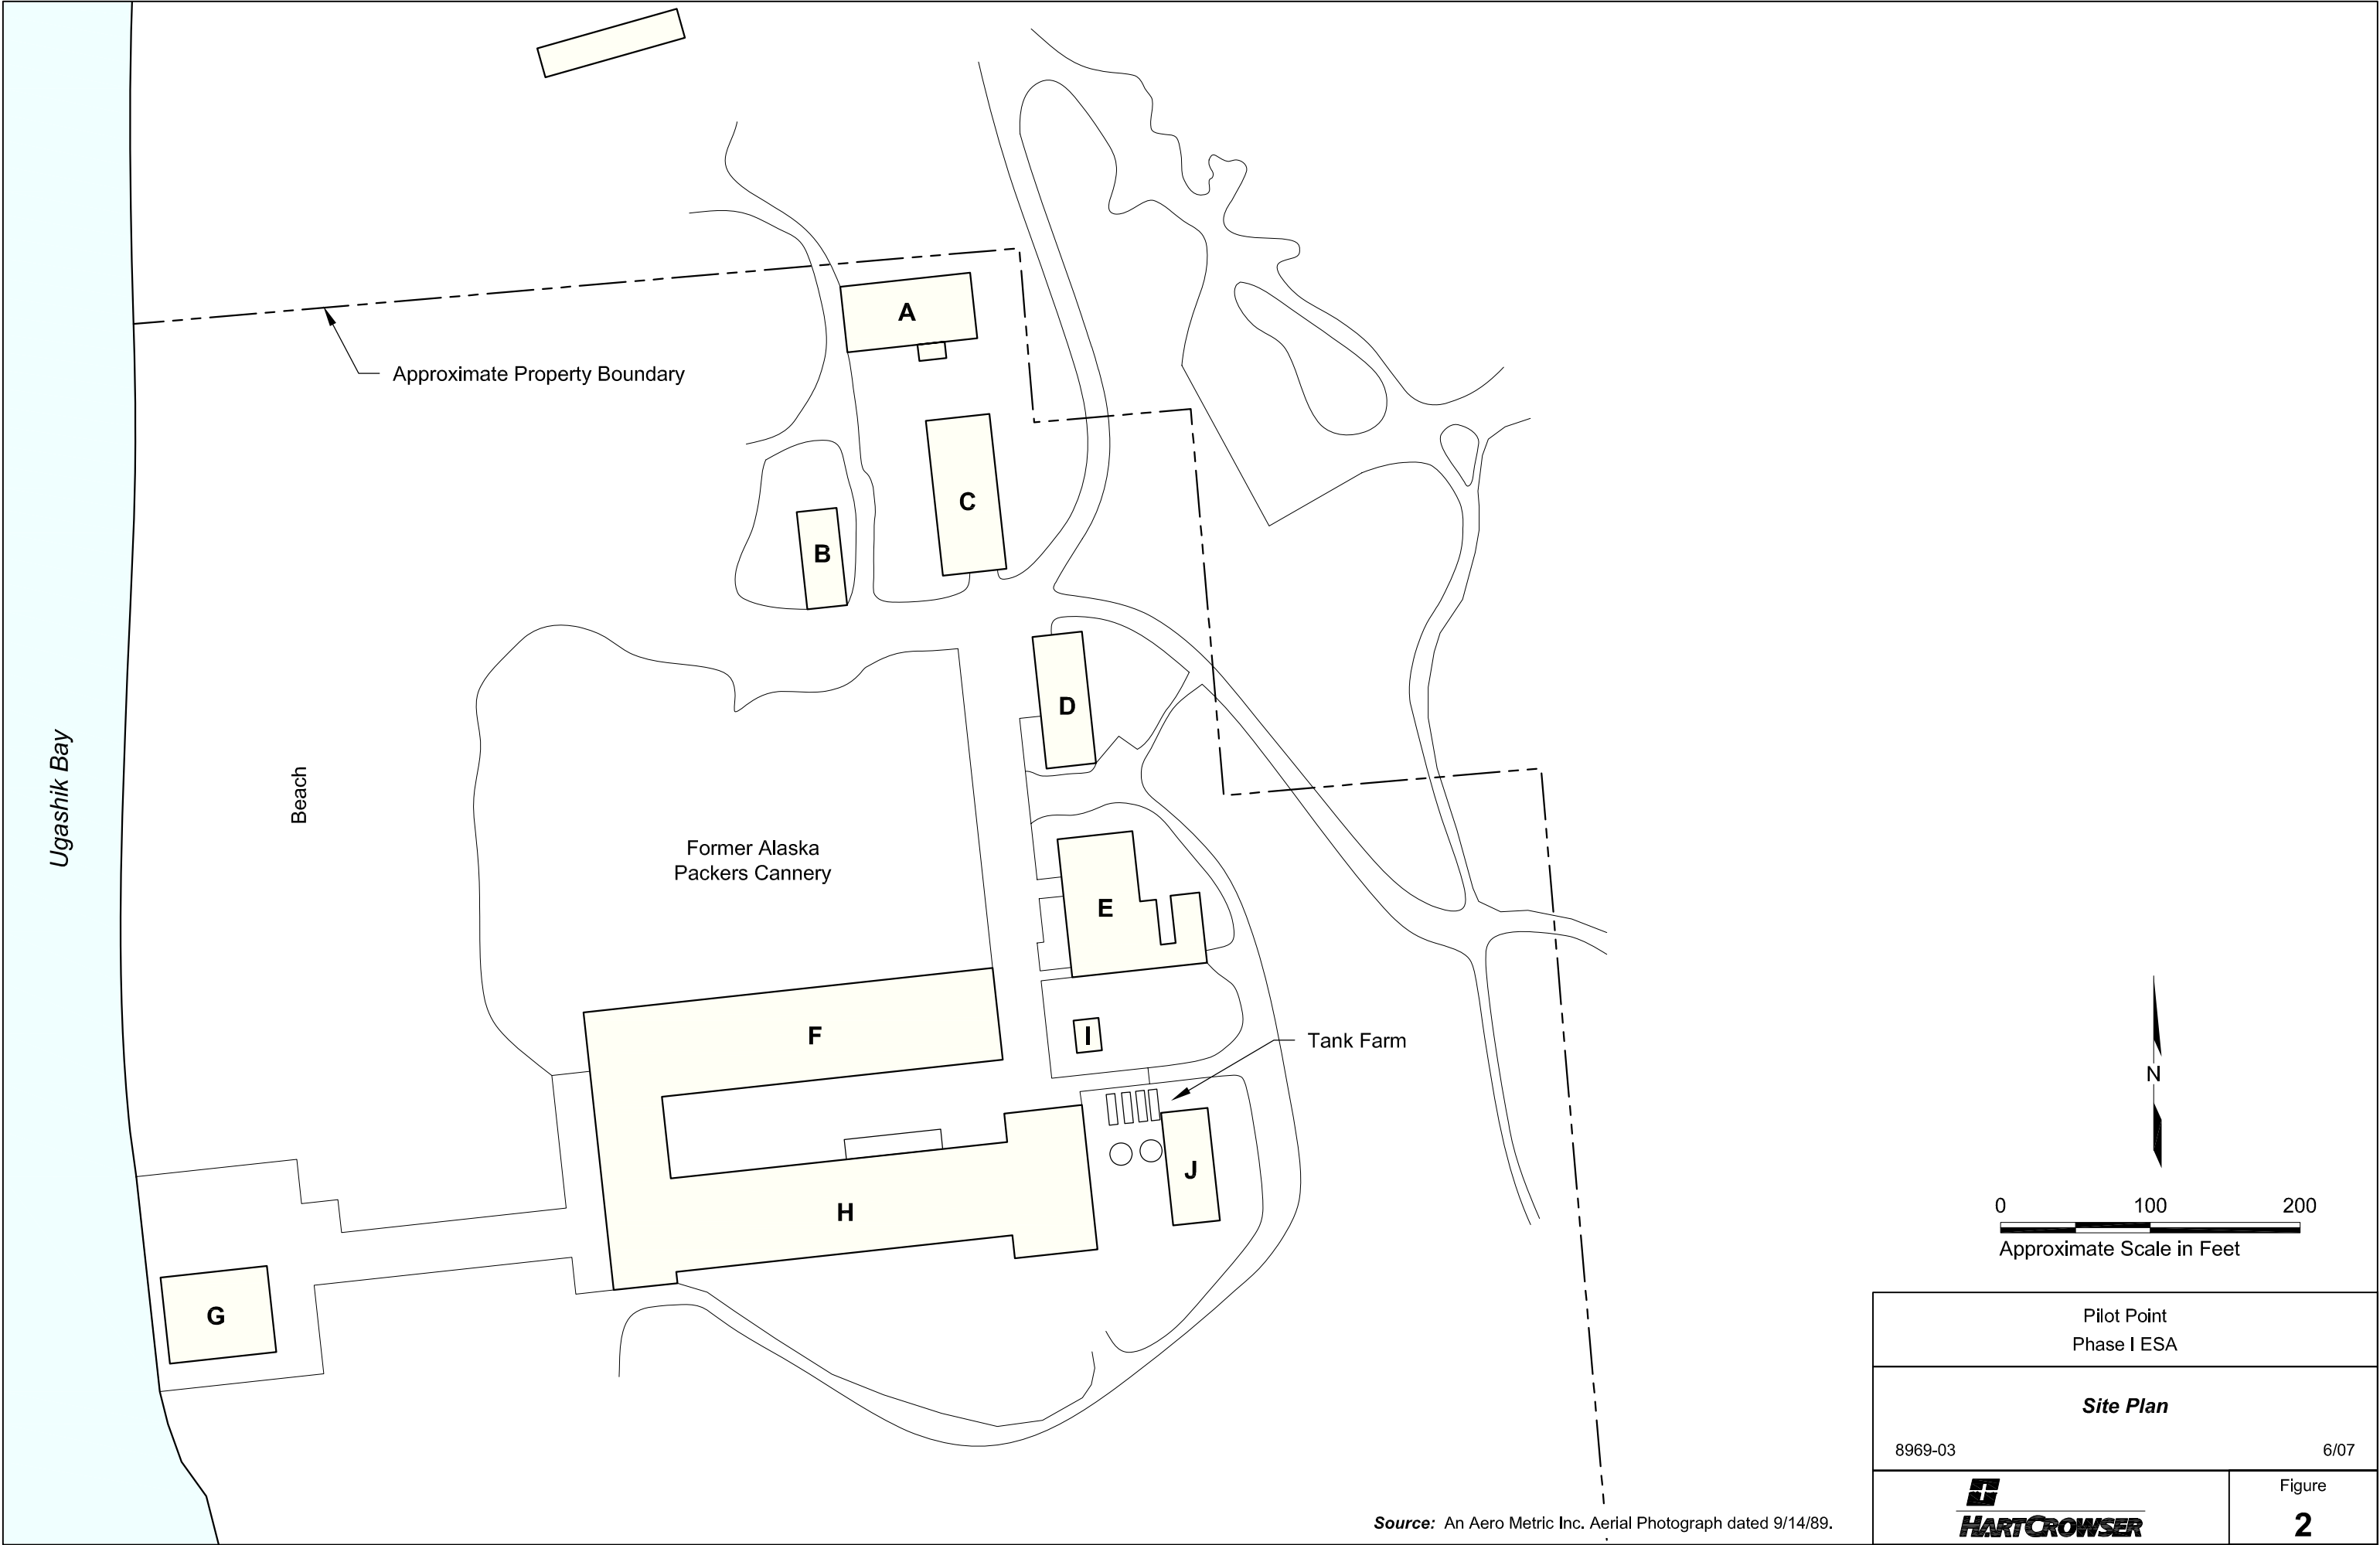 A
Approximate Property Boundary
C
B
D
Ugashik Bay
Beach
Former Alaska
Packers Cannery
E
F
I
Tank Farm
N
J
H
G
0 100 200
Approximate Scale in Feet
Pilot Point
Phase I ESA
Site Plan
8969-03 6/07
HARTCROWSER
Figure
2
Source: An Aero Metric Inc. Aerial Photograph dated 9/14/89.